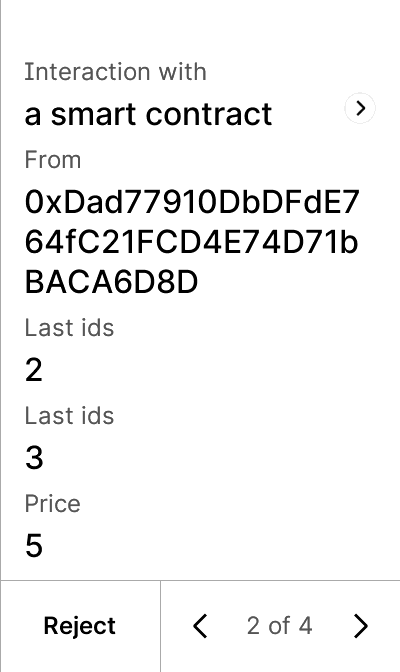 Interaction with
a smart contract
From
0xDad77910DbDFdE7
64fC21FCD4E74D71b
BACA6D8D
Last ids
2
Last ids
3
Price
5
Reject
2 of 4